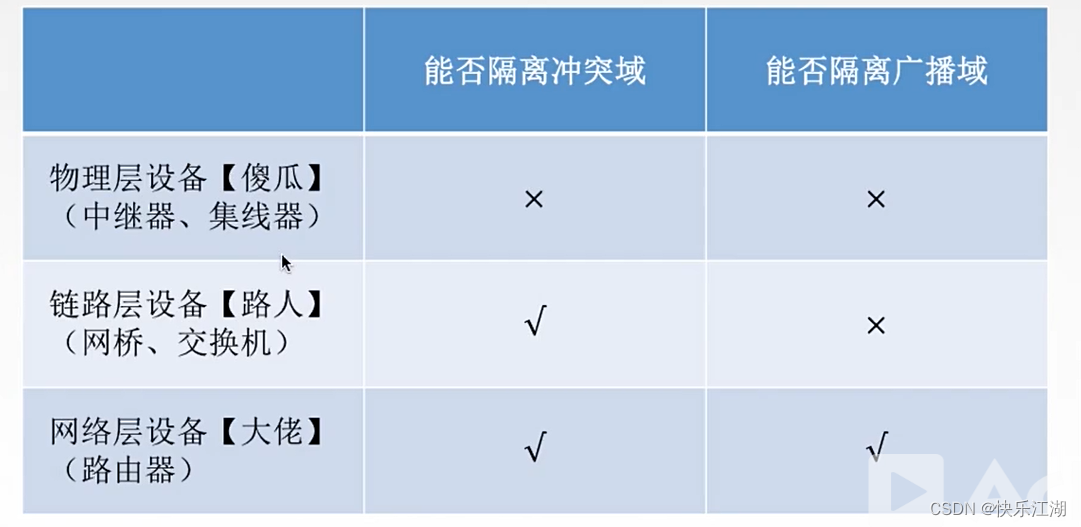 能否隔离冲突域
能否隔离广播域
物理层设备【傻瓜】
（中继器、集线器）
×
×
链路层设备【路人】
（网桥、交换机）
√
×
网络层设备【大佬】
（路由器）
√
√
CSDN @快乐江湖